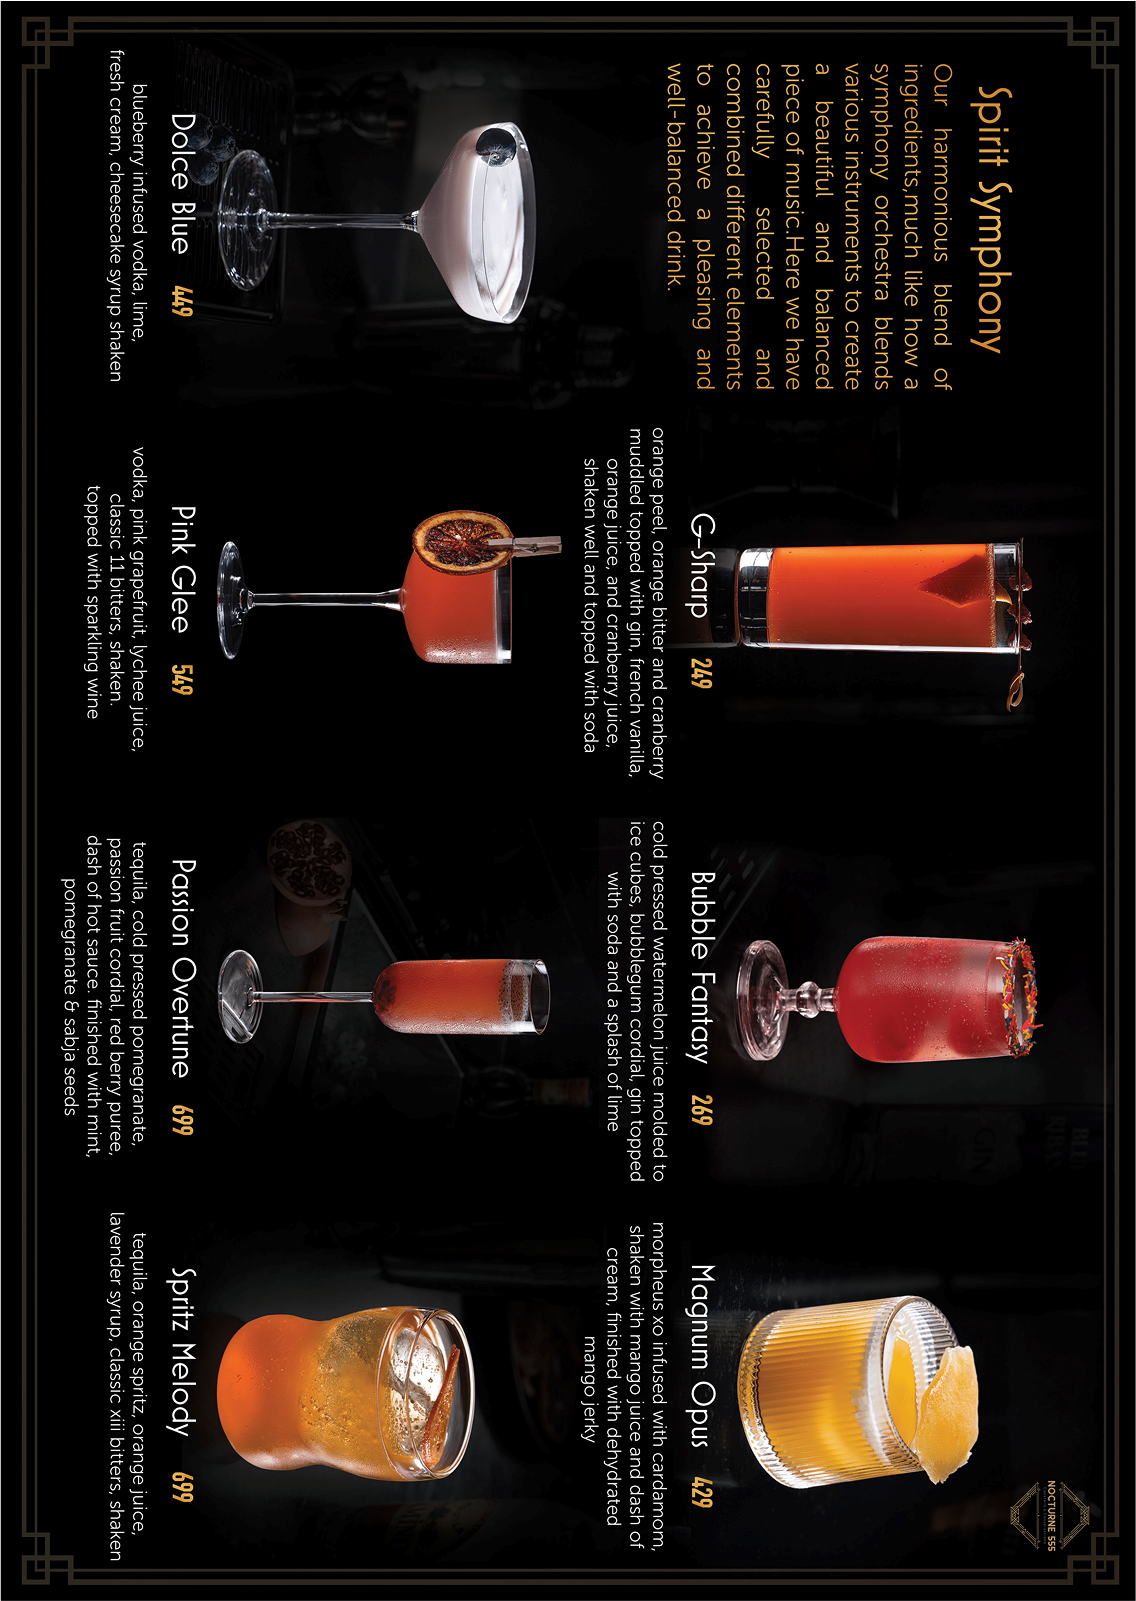 Spirit Symphony
Our harmonious blend of
ingredients,much like how a
symphony orchestra blends
various instruments to create
a beautiful and balanced
piece of music.Here we have
carefully selected and
combined different elements
to achieve a pleasing and
well-balanced drink.
G-Sharp 249
orange peel, orange bitter and cranberry
muddled topped with gin, french vanilla,
orange juice, and cranberry juice,
shaken well and topped with soda
Bubble Fantasy 269
cold pressed watermelon juice molded to
ice cubes, bubblegum cordial, gin topped
with soda and a splash of lime
Magnum Opus 429
morpheus xo infused with cardamom,
shaken with mango juice and dash of
cream, finished with dehydrated
mango jerky
NOCTURNE 555
Dolce Blue 449
blueberry infused vodka, lime,
fresh cream, cheesecake syrup shaken
Pink Glee 549
vodka, pink grapefruit, lychee juice,
classic 11 bitters, shaken.
topped with sparkling wine
Passion Overtune 699
tequila, cold pressed pomegranate,
passion fruit cordial, red berry puree,
dash of hot sauce. finished with mint,
pomegranate & sabja seeds
Spritz Melody 699
tequila, orange spritz, orange juice,
lavender syrup, classic xiii bitters, shaken
GIN